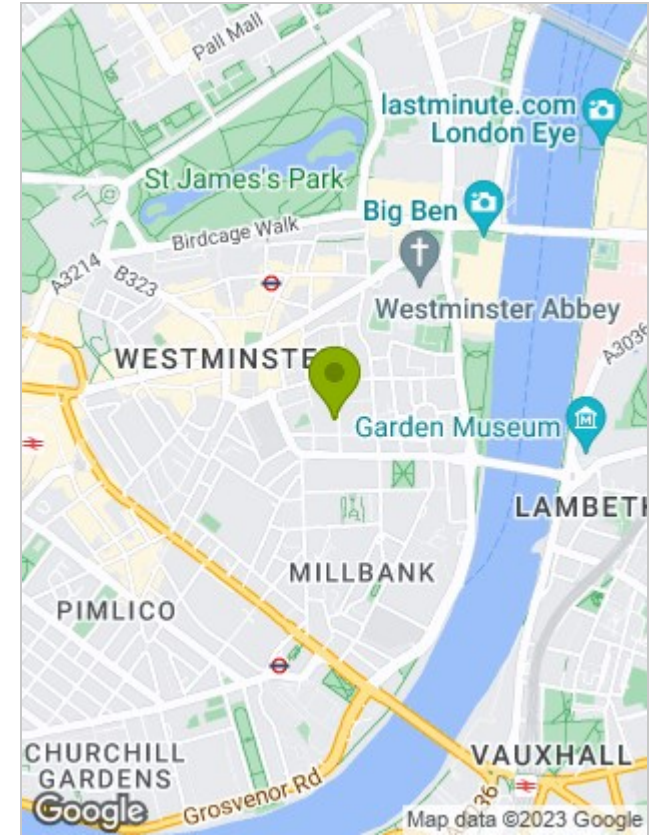 Pall Mall
lastminute.com
London Eye
St James's Park
Big Ben
Birdcage Walk
A3214
B323
Westminster Abbey
A3036
WESTMINSTE
Garden Museum
LAMBETH
MILLBANK
PIMLICO
CHURCHILL
GARDENS
VAUXHALL
Grosvenor Rd
3036
Google
Map data ©2023 Google